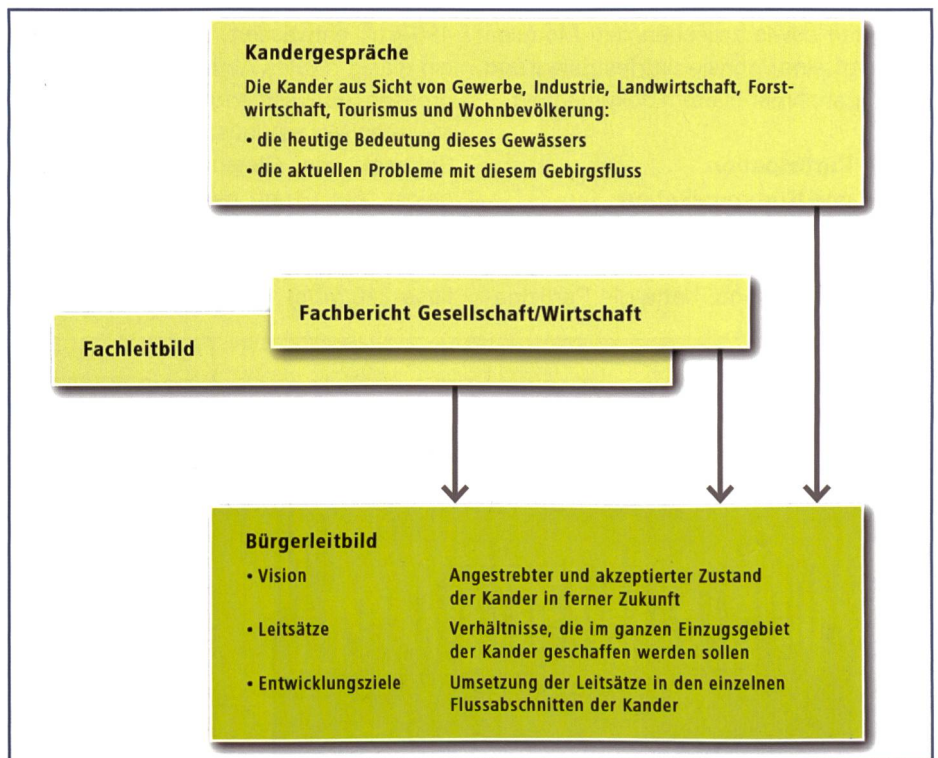 Kandergespräche
Die Kander aus Sicht von Gewerbe, Industrie, Landwirtschaft, Forst-
wirtschaft, Tourismus und Wohnbevölkerung:
• die heutige Bedeutung dieses Gewässers
• die aktuellen Probleme mit diesem Gebirgsfluss
Fachbericht Gesellschaft/Wirtschaft
Fachleitbild
Bürgerleitbild
• Vision Angestrebter und akzeptierter Zustand
der Kander in ferner Zukunft
• Leitsätze Verhältnisse, die im ganzen Einzugsgebiet
der Kander geschaffen werden sollen
• Entwicklungsziele Umsetzung der Leitsätze in den einzelnen
Flussabschnitten der Kander